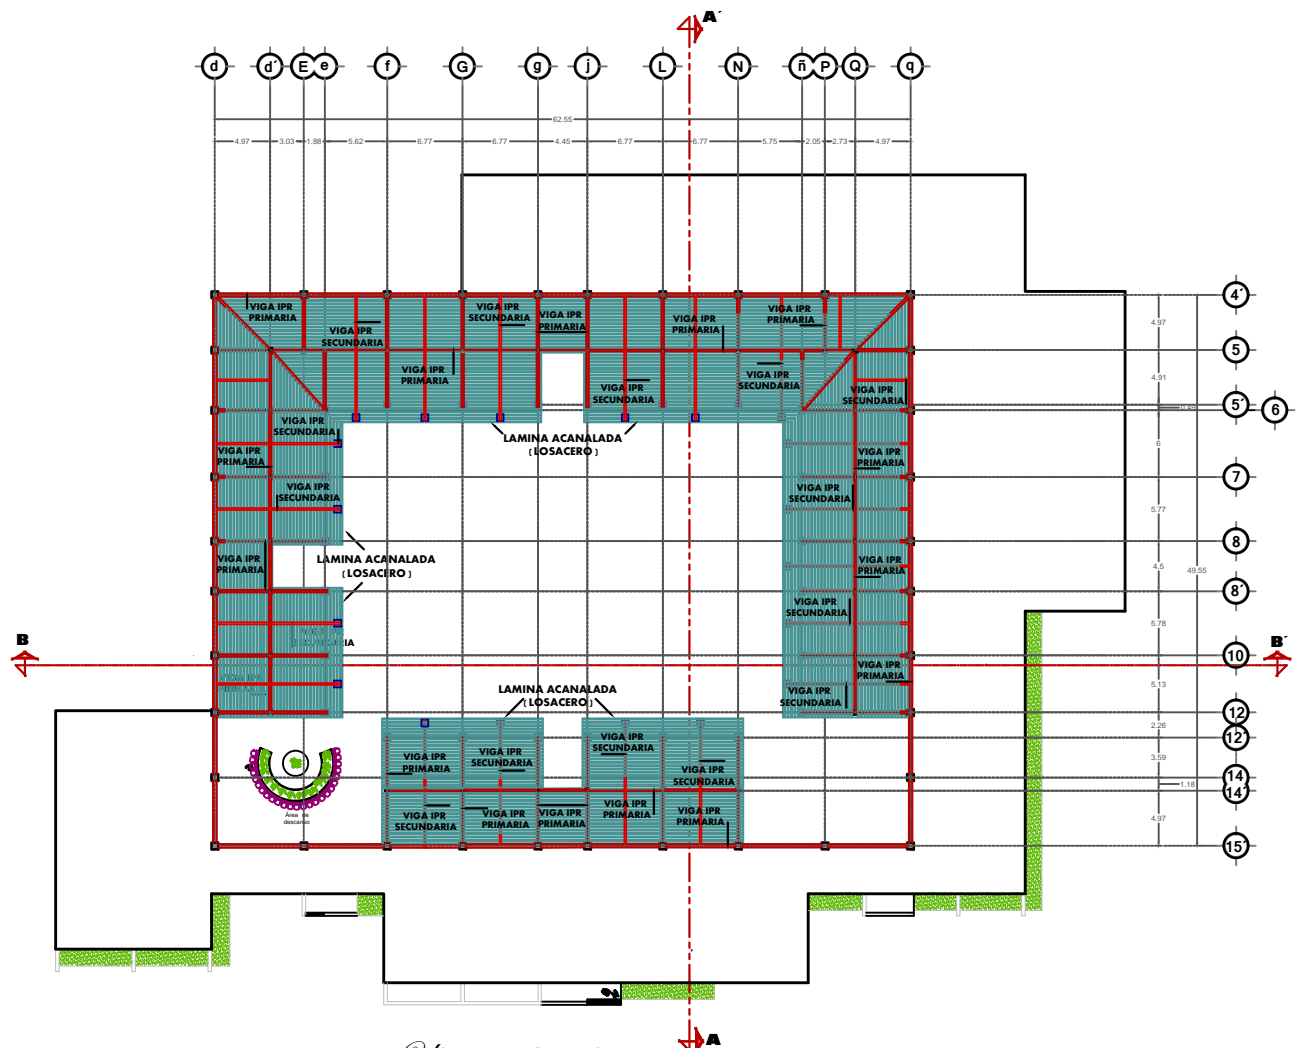 A´
d d´ E e f G g j L N ñ P Q q
62.55
4.97 3.03 1.88 5.62 6.77 6.77 4.45 6.77 6.77 5.75 2.05 2.73 4.97
4´
4.97
5
4.91
5´
6
6
7
5.77
8
4.5
49.55
8´
5.78
10
5.13
12
2.26
12´
3.59
14
1.18
14´
4.97
15´
VIGA IPR
PRIMARIA
VIGA IPR
SECUNDARIA
VIGA IPR
SECUNDARIA
VIGA IPR
PRIMARIA
VIGA IPR
PRIMARIA
VIGA IPR
PRIMARIA
VIGA IPR
PRIMARIA
VIGA IPR
SECUNDARIA
VIGA IPR
SECUNDARIA
VIGA IPR
SECUNDARIA
VIGA IPR
SECUNDARIA
LAMINA ACANALADA
( LOSACERO )
VIGA IPR
PRIMARIA
VIGA IPR
PRIMARIA
VIGA IPR
SECUNDARIA
VIGA IPR
SECUNDARIA
LAMINA ACANALADA
( LOSACERO )
VIGA IPR
PRIMARIA
VIGA IPR
PRIMARIA
VIGA IPR
SECUNDARIA
SECUNDARIA
B
B´
VIGA IPR
PRIMARIA
VIGA IPR
SECUNDARIA
LAMINA ACANALADA
( LOSACERO )
VIGA IPR
SECUNDARIA
VIGA IPR
PRIMARIA
VIGA IPR
SECUNDARIA
VIGA IPR
SECUNDARIA
VIGA IPR
SECUNDARIA
VIGA IPR
PRIMARIA
VIGA IPR
PRIMARIA
VIGA IPR
PRIMARIA
VIGA IPR
PRIMARIA
Area de
descanso
A